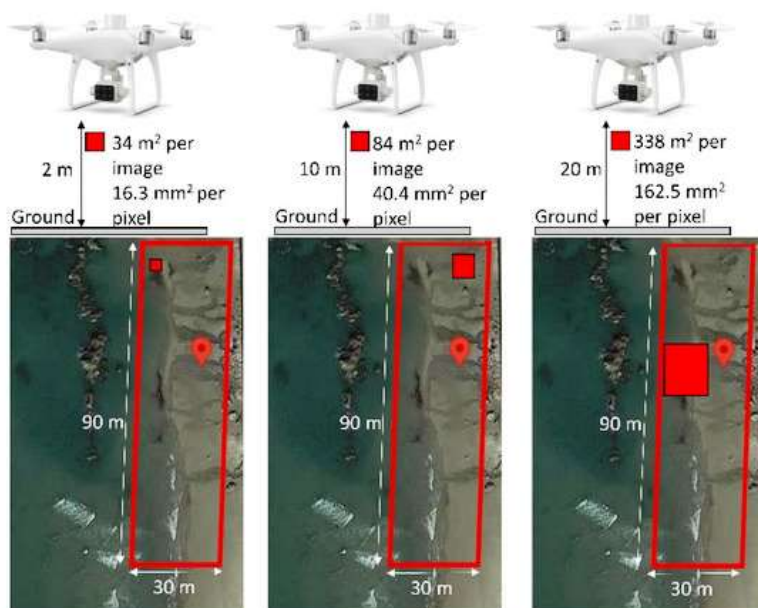 2 m
34 m² per
image
16.3 mm² per
pixel
Ground
90 m
30 m
10 m
84 m² per
image
40.4 mm² per
pixel
Ground
90 m
30 m
20 m
338 m² per
image
162.5 mm²
per pixel
Ground
90 m
30 m